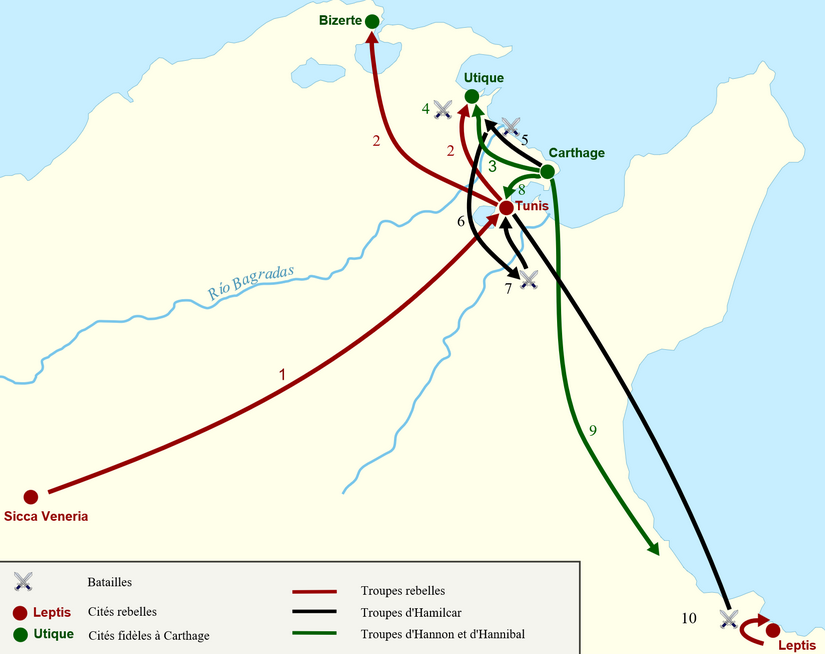 Bizerte
Utique
4
5
2
2
3
Carthage
8
Tunis
6
7
Río Bagradas
1
9
Sicca Veneria
10
Leptis
Batailles
Leptis
Cités rebelles
Utique
Cités fidèles à Carthage
Troupes rebelles
Troupes d'Hamilcar
Troupes d'Hannon et d'Hannibal